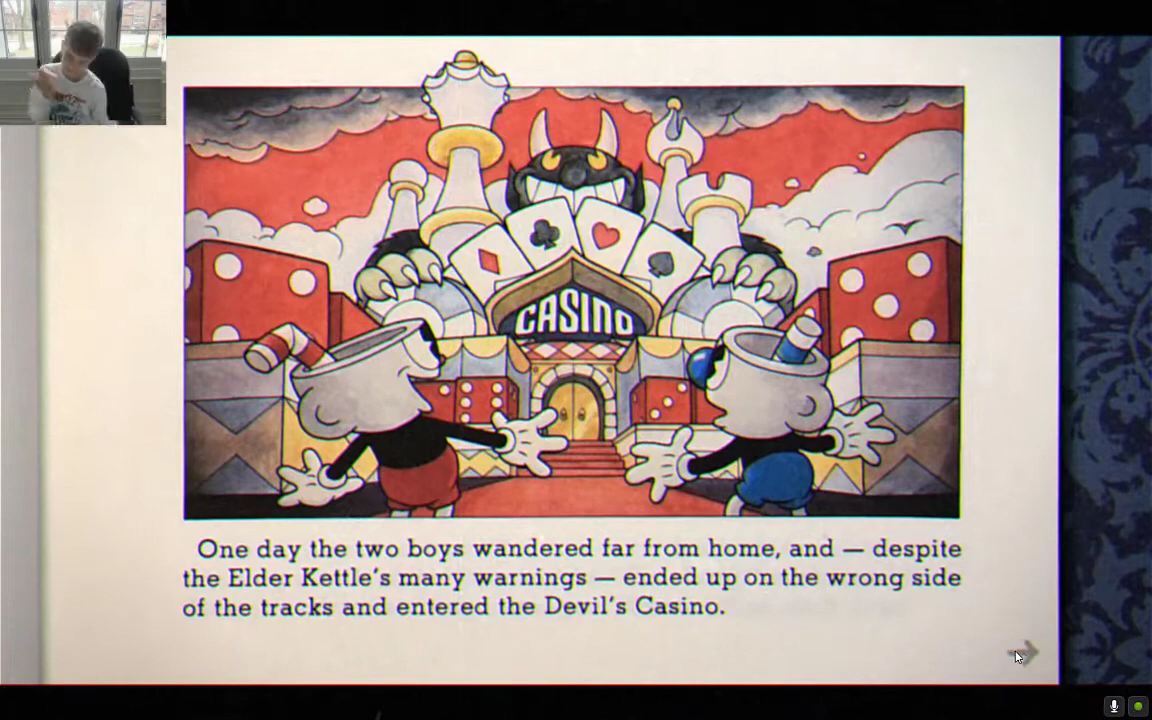 CASINO
One day the two boys wandered far from home, and — despite
the Elder Kettle's many warnings — ended up on the wrong side
of the tracks and entered the Devil's Casino.